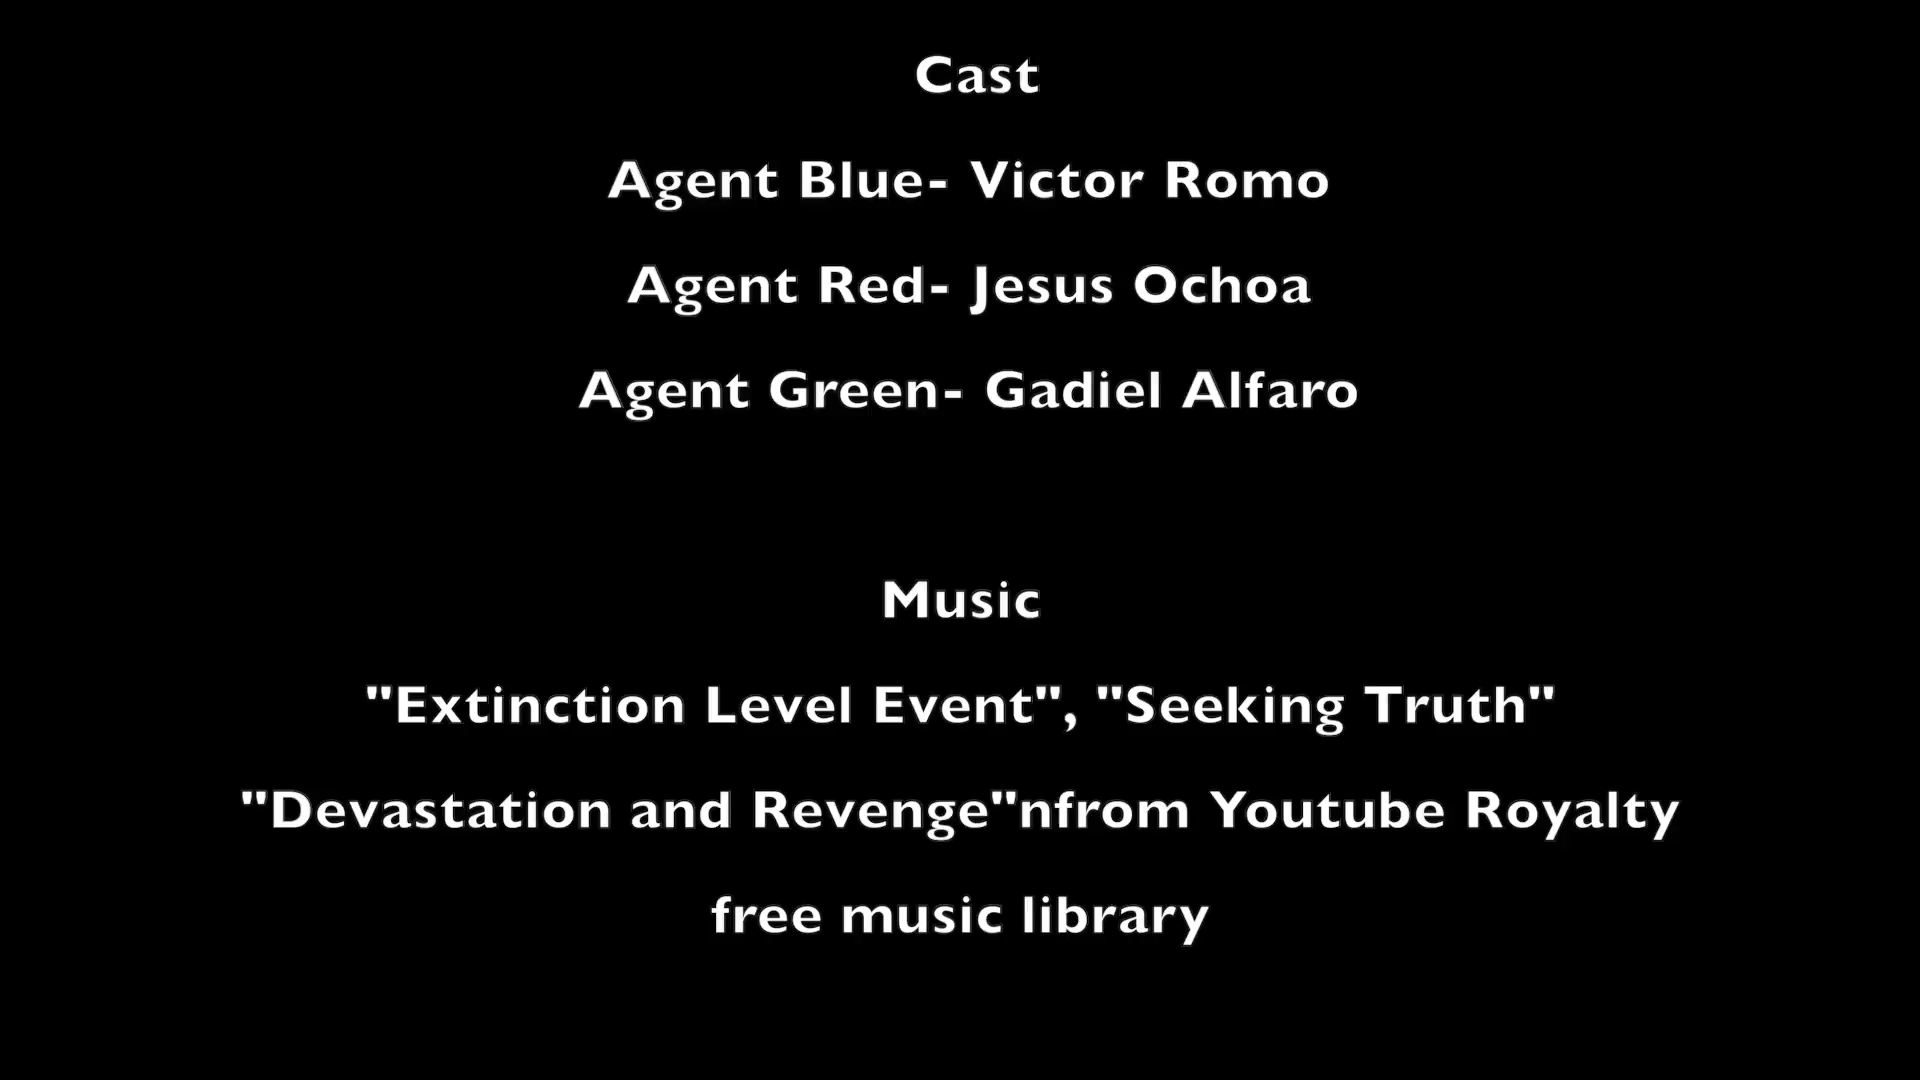 Cast
Agent Blue- Victor Romo
Agent Red- Jesus Ochoa
Agent Green- Gadiel Alfaro
Music
"Extinction Level Event", "Seeking Truth"
"Devastation and Revenge"nfrom Youtube Royalty
free music library